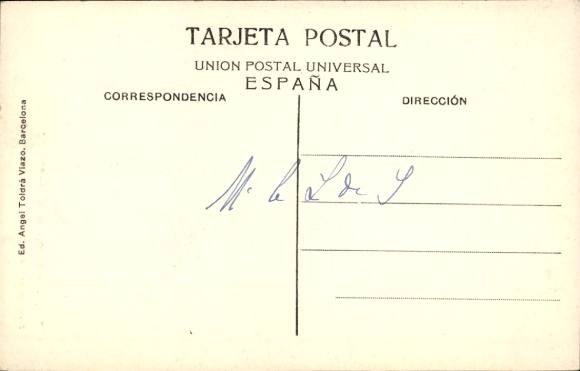 TARJETA POSTAL
UNION POSTAL UNIVERSAL
ESPAÑA
CORRESPONDENCIA
DIRECCIÓN
Ed. Angel Toldrá Viazo. Barcelona